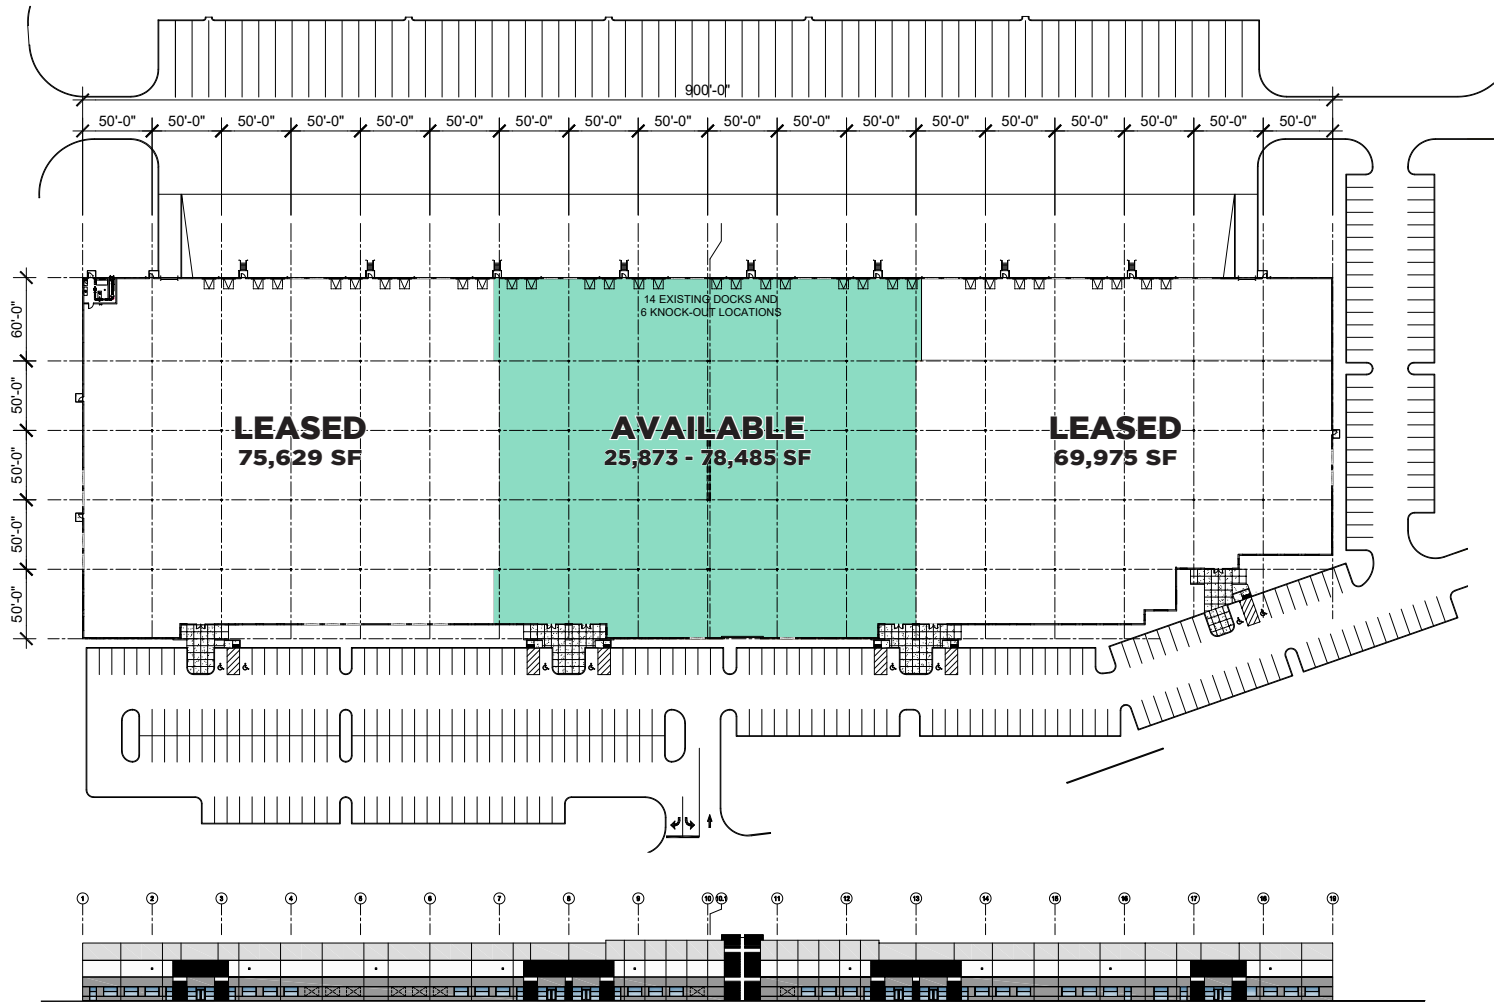 900'-0"
50'-0" 50'-0" 50'-0" 50'-0" 50'-0" 50'-0" 50'-0" 50'-0" 50'-0" 50'-0" 50'-0" 50'-0" 50'-0" 50'-0" 50'-0" 50'-0" 50'-0" 50'-0"
14 EXISTING DOCKS AND
6 KNOCK-OUT LOCATIONS
60'-0"
50'-0"
50'-0"
50'-0"
50'-0"
LEASED
75,629 SF
AVAILABLE
25,873 - 78,485 SF
LEASED
69,975 SF
1 2 3 4 5 6 7 8 9 10 10.1 11 12 13 14 15 16 17 18 19